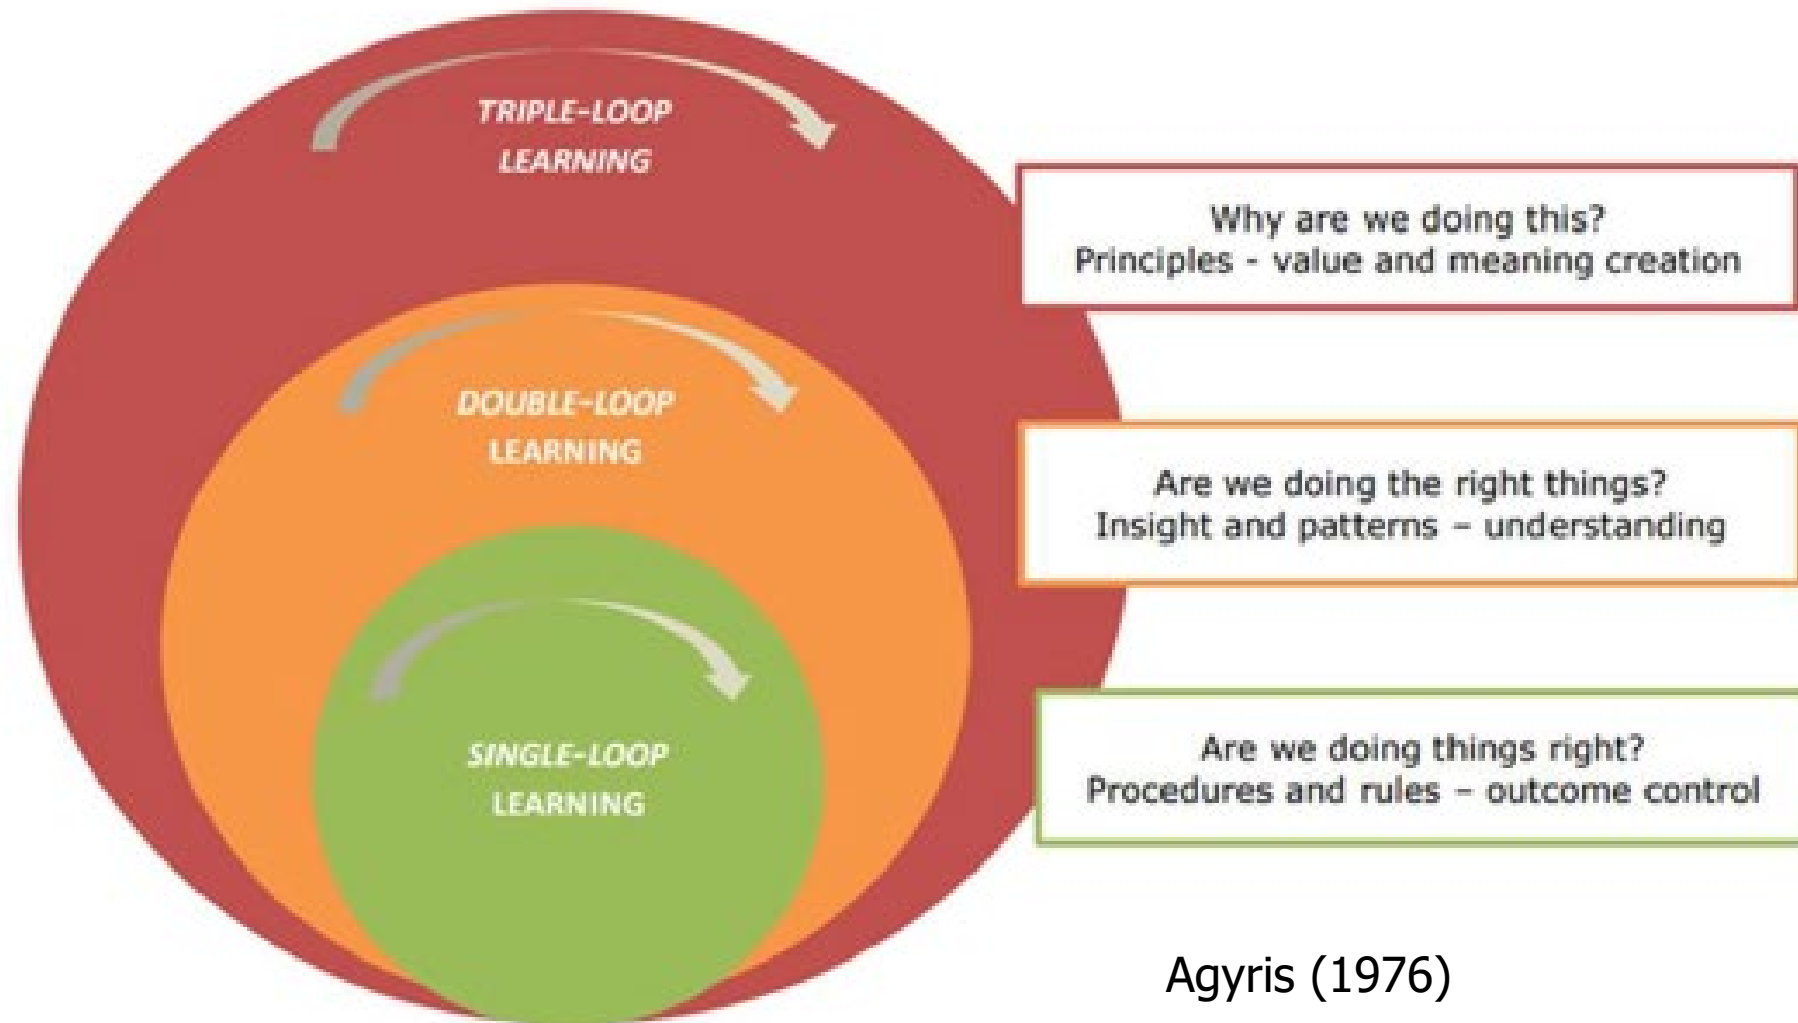 TRIPLE-LOOP
LEARNING
Why are we doing this?
Principles - value and meaning creation
DOUBLE-LOOP
LEARNING
Are we doing the right things?
Insight and patterns – understanding
SINGLE-LOOP
LEARNING
Are we doing things right?
Procedures and rules – outcome control
Agyris (1976)